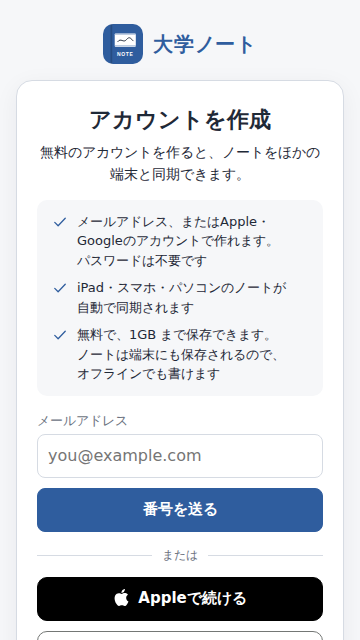 NOTE
大学ノート
アカウントを作成
無料のアカウントを作ると、ノートをほかの
端末と同期できます。
メールアドレス、またはApple・
Googleのアカウントで作れます。
パスワードは不要です
iPad・スマホ・パソコンのノートが
自動で同期されます
無料で、1GB まで保存できます。
ノートは端末にも保存されるので、
オフラインでも書けます
メールアドレス
you@example.com
番号を送る
または
Appleで続ける